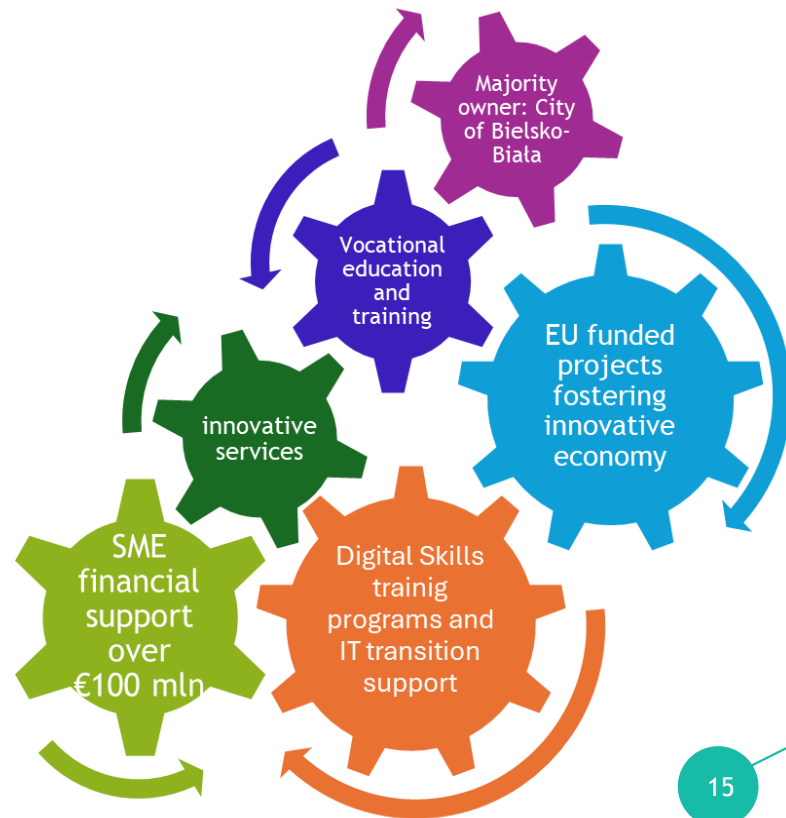 Majority
owner: City
of Bielsko-
Biała
Vocational
education
and
training
EU funded
projects
fostering
innovative
economy
innovative
services
SME
financial
support
over
€100 mln
Digital Skills
trainig
programs and
IT transition
support
15